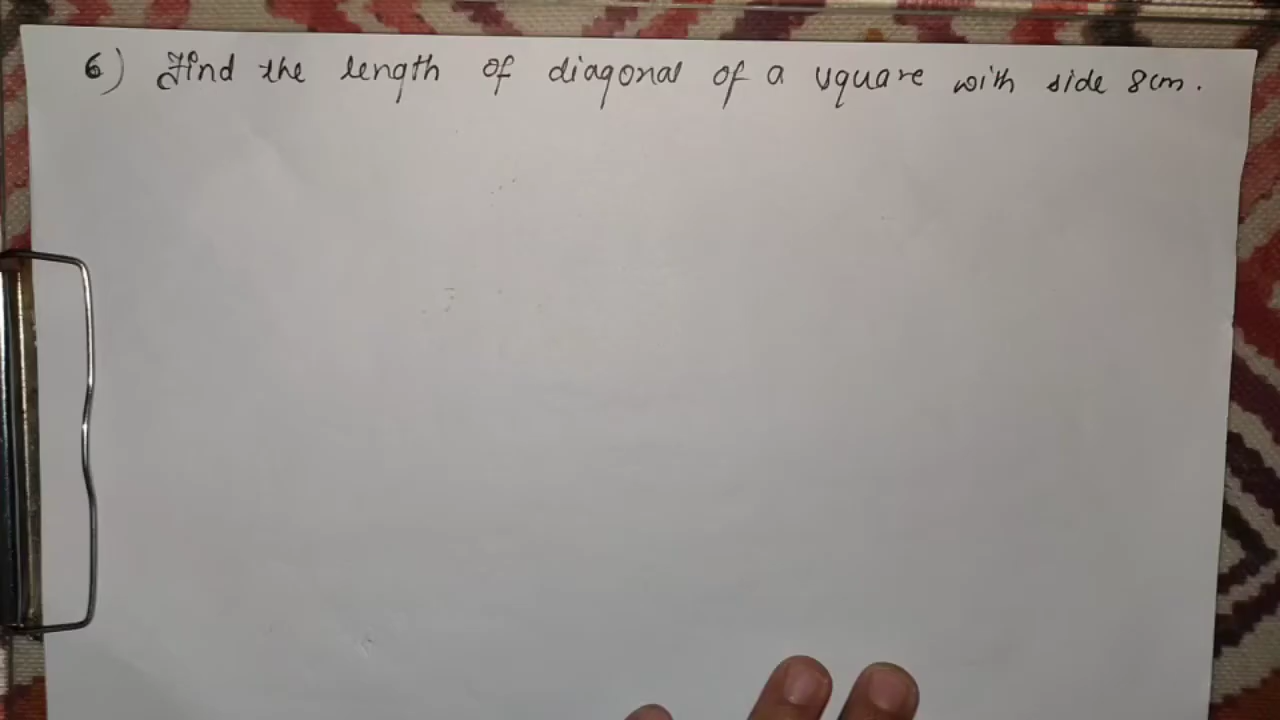 6) Find the length of diagonal of a square with side 8cm.